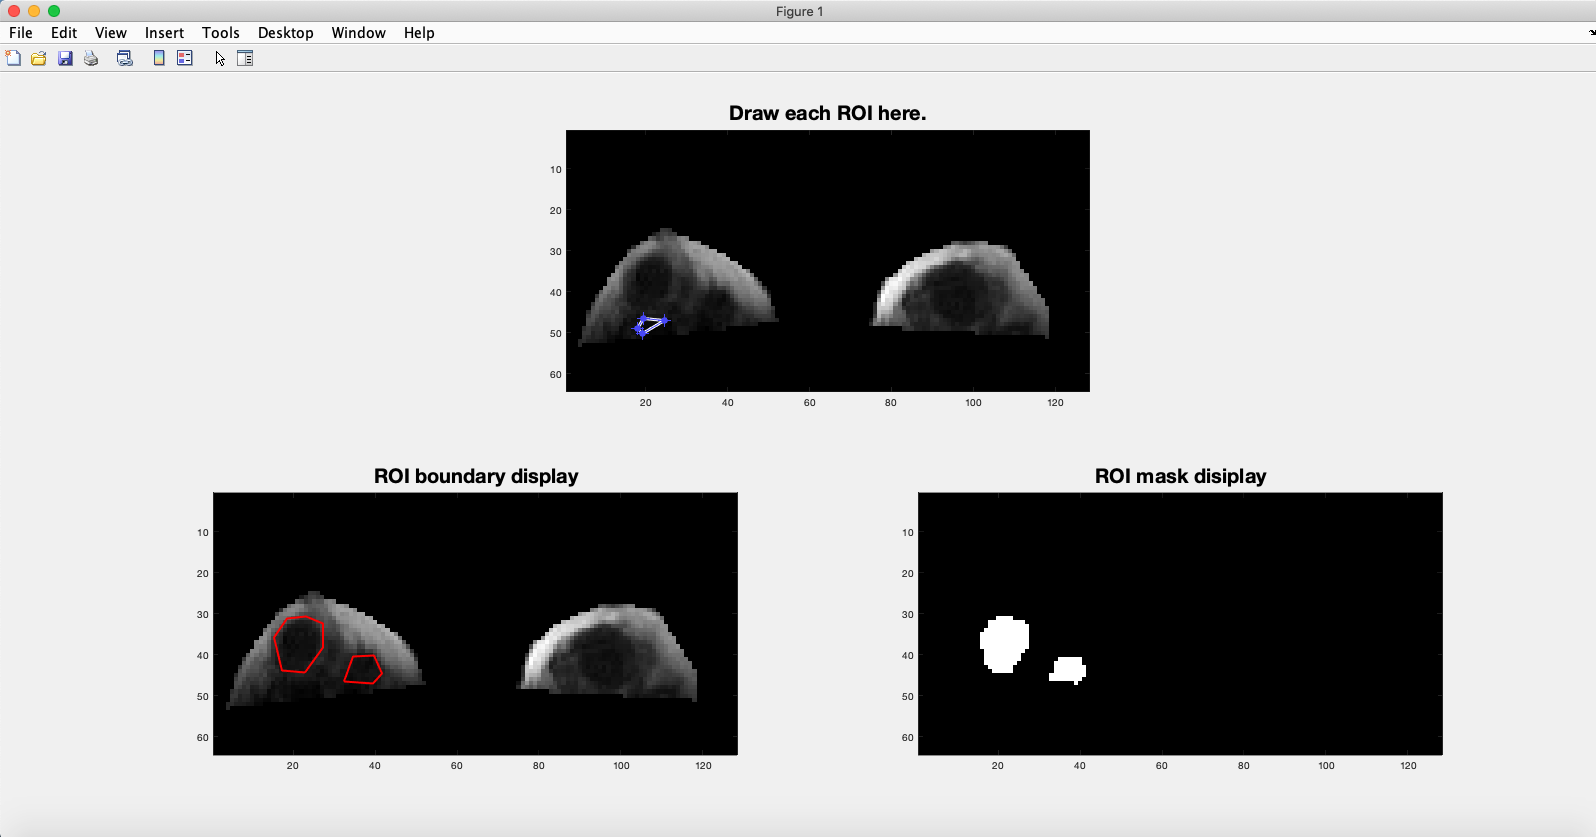 Figure 1
File Edit View Insert Tools Desktop Window Help
Draw each ROI here.
10
20
30
40
50
60
20 40 60 80 100 120
ROI boundary display
10
20
30
40
50
60
20 40 60 80 100 120
ROI mask disiplay
10
20
30
40
50
60
20 40 60 80 100 120